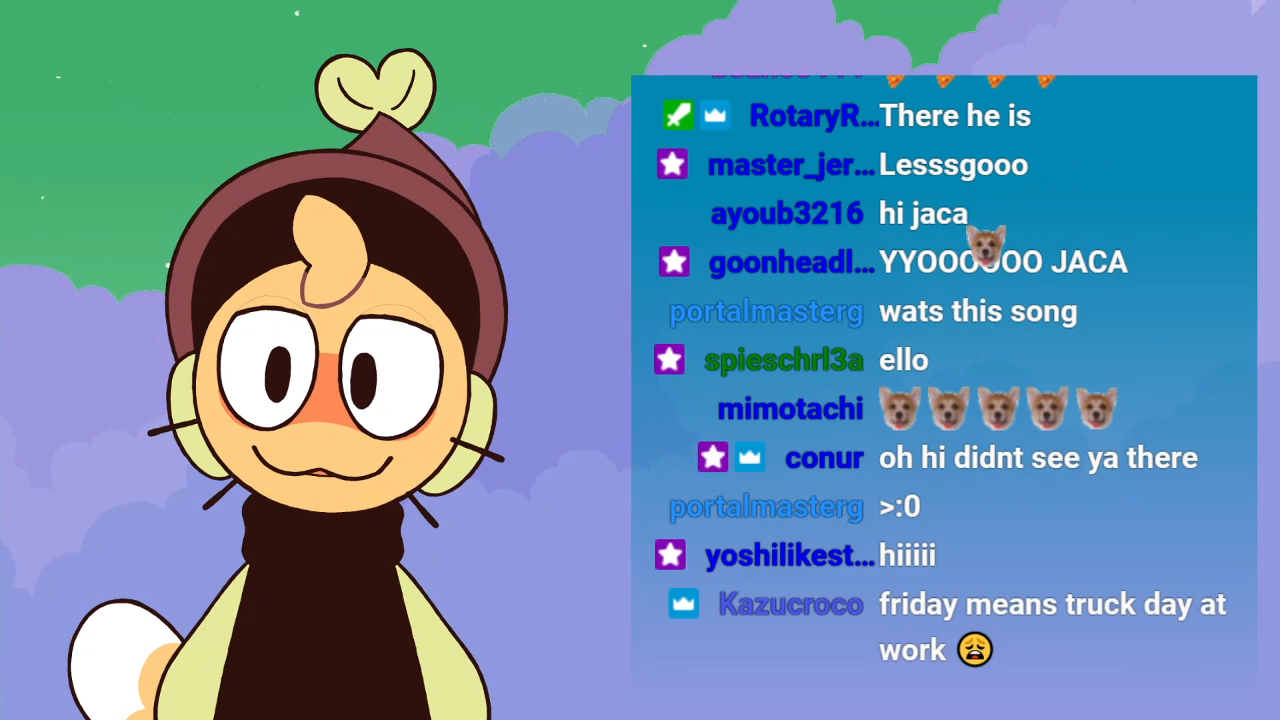 RotaryR... There he is
master_jer... Lesssgooo
ayoub3216 hi jaca
goonheadl... YYOOOOOO JACA
portalmasterg wats this song
spieschrl3a ello
mimotachi
conur oh hi didnt see ya there
portalmasterg >:0
yoshilikest... hiiiii
Kazucroco friday means truck day at
work